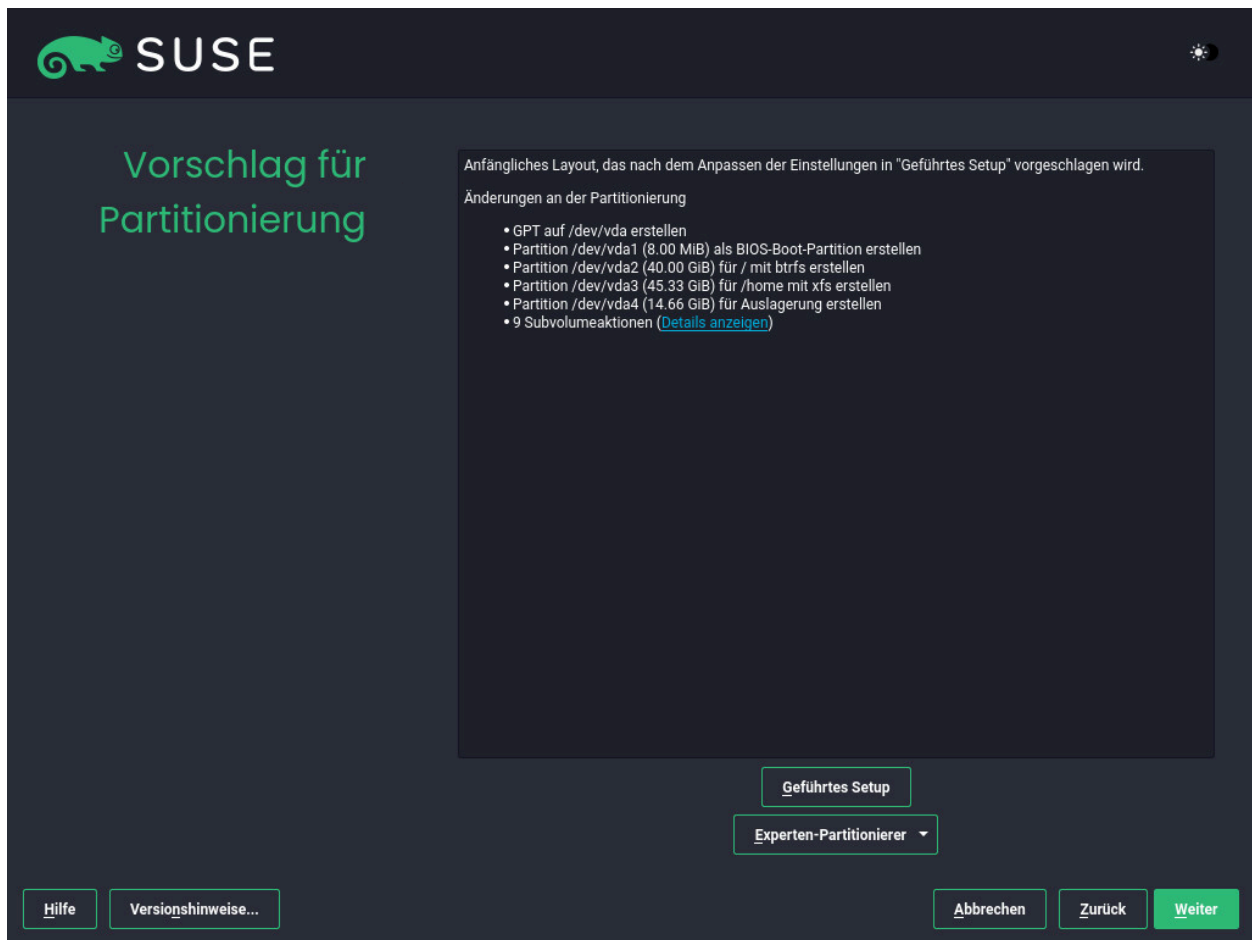 SUSE
Vorschlag für
Partitionierung
Anfängliches Layout, das nach dem Anpassen der Einstellungen in "Geführtes Setup" vorgeschlagen wird.
Änderungen an der Partitionierung
• GPT auf /dev/vda erstellen
• Partition /dev/vda1 (8.00 MiB) als BIOS-Boot-Partition erstellen
• Partition /dev/vda2 (40.00 GiB) für / mit btrfs erstellen
• Partition /dev/vda3 (45.33 GiB) für /home mit xfs erstellen
• Partition /dev/vda4 (14.66 GiB) für Auslagerung erstellen
• 9 Subvolumeaktionen (Details anzeigen)
Geführtes Setup
Experten-Partitionierer
Hilfe
Versionshinweise...
Abbrechen
Zurück
Weiter